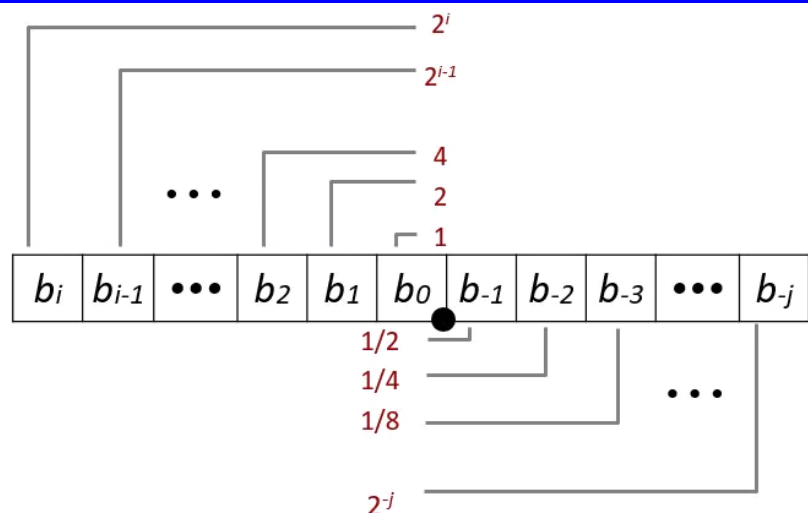 2^i
2^{i-1}
4
•••
2
1
b_i b_{i-1} ••• b_2 b_1 b_0 b_{-1} b_{-2} b_{-3} ••• b_{-j}
1/2
1/4
•••
1/8
2^{-j}